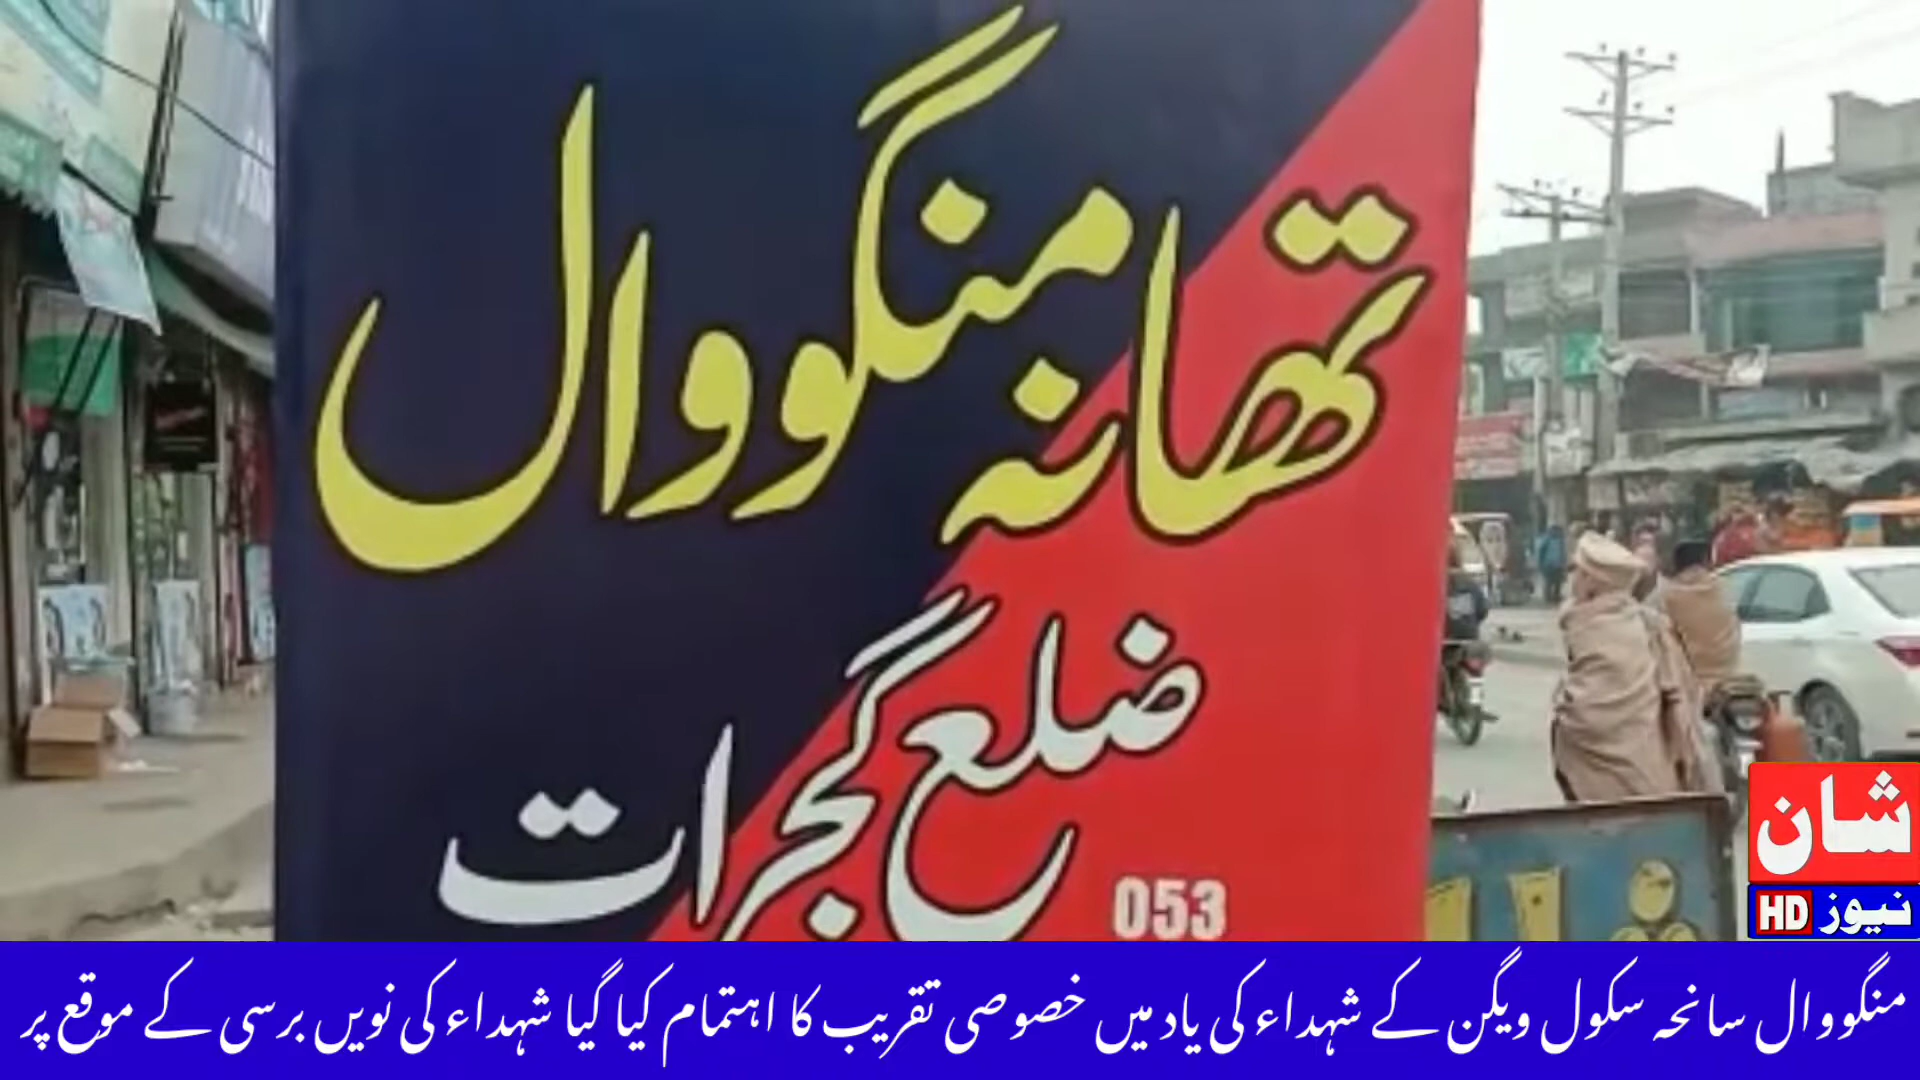 تھانہ منگووال
ضلع گجرات
053
شان
نیوز HD
منگووال سانحہ سکول ویگن کے شہداء کی یاد میں خصوصی تقریب کا اہتمام کیا گیا شہداء کی نویں برسی کے موقع پر